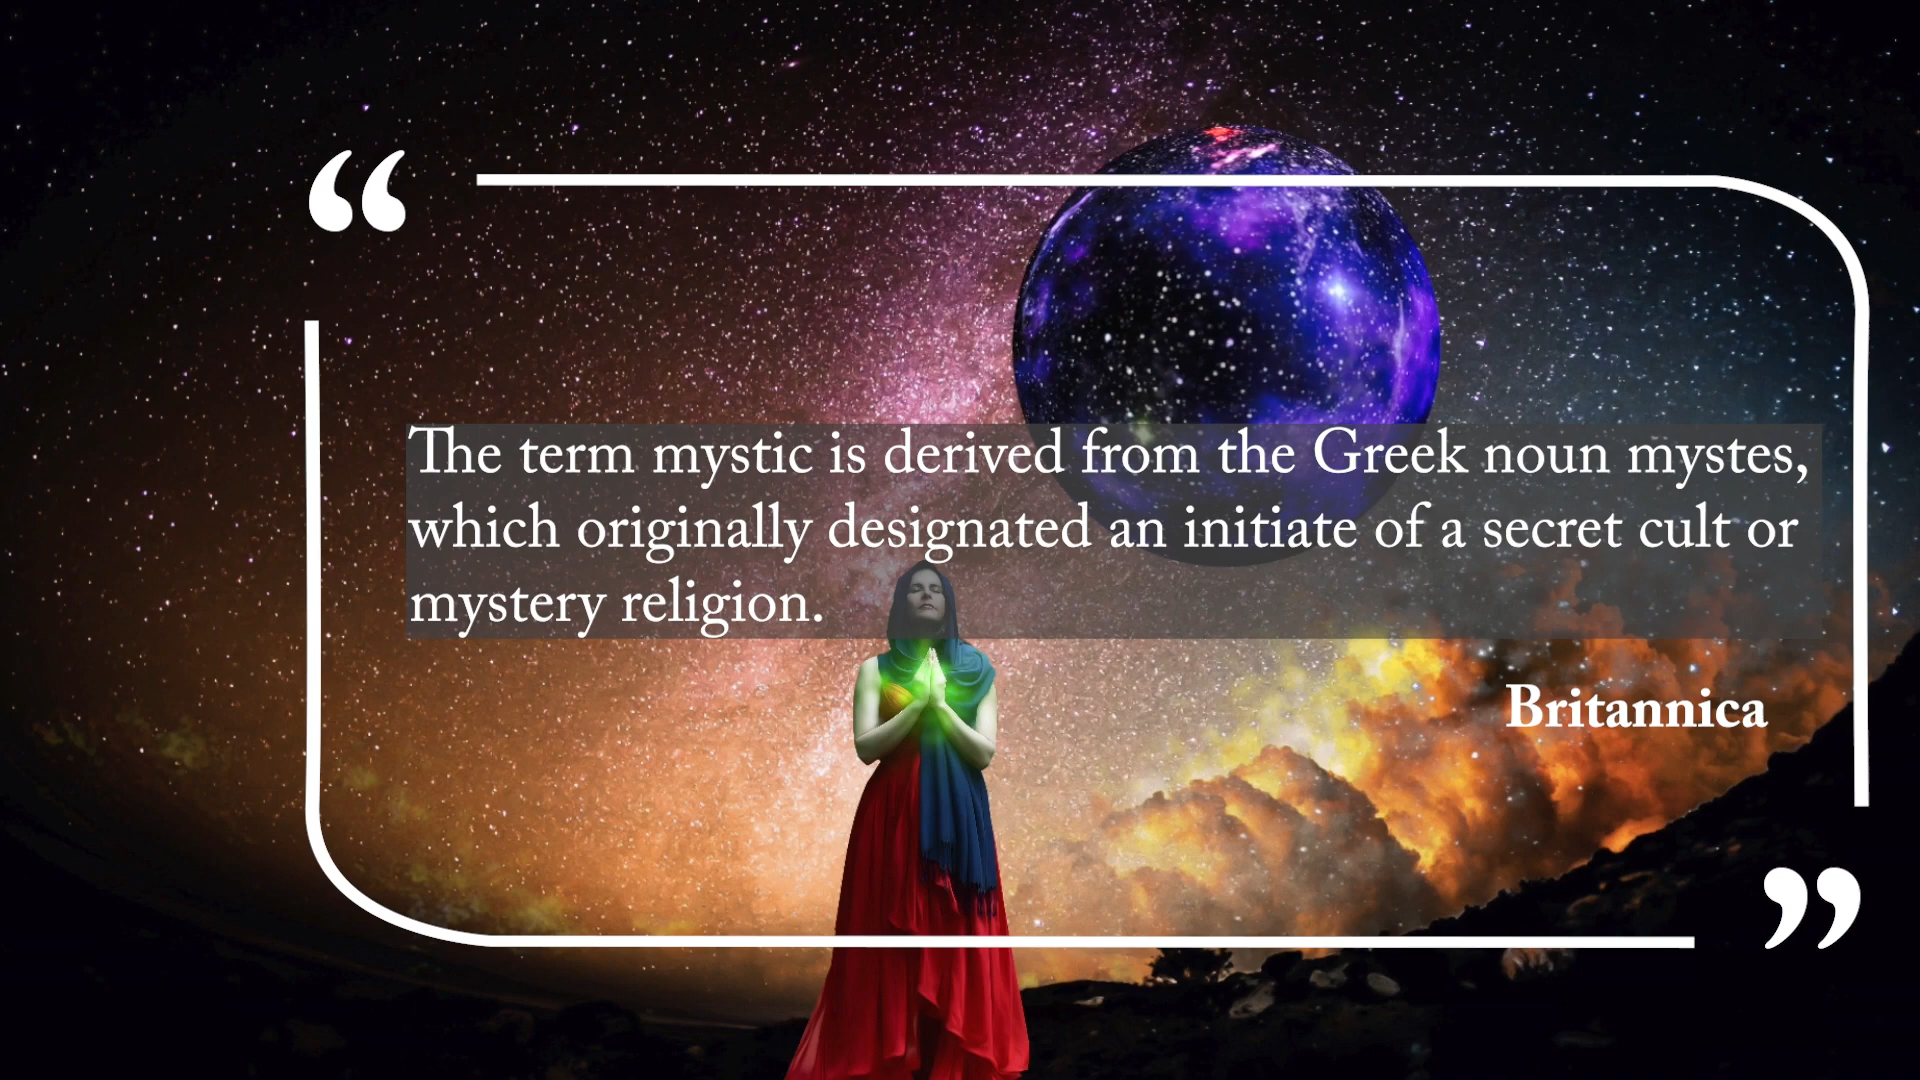 “
The term mystic is derived from the Greek noun mystes,
which originally designated an initiate of a secret cult or
mystery religion.
Britannica
”